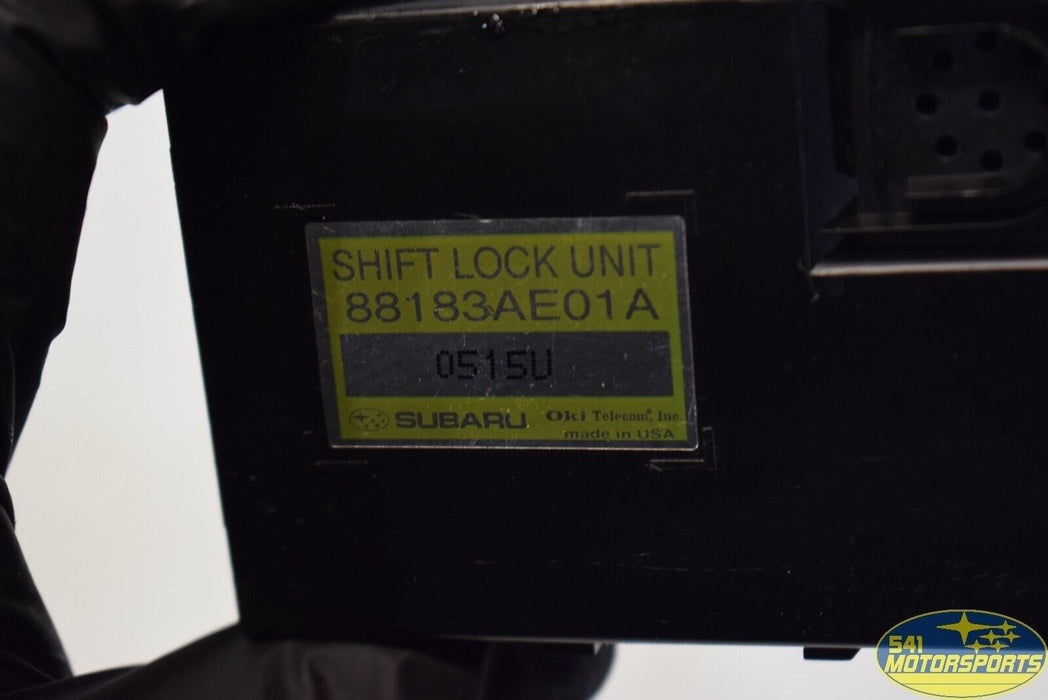 SHIFT LOCK UNIT
88183AE01A
0515U
SUBARU Oki Telecom, Inc.
made in USA
541
MOTORSPORTS